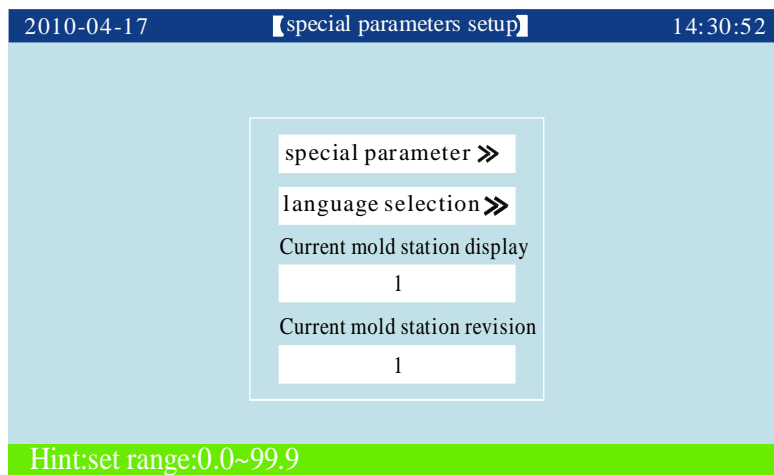 2010-04-17 【special parameters setup】 14:30:52
special parameter >>
language selection >>
Current mold station display
1
Current mold station revision
1
Hint:set range:0.0~99.9